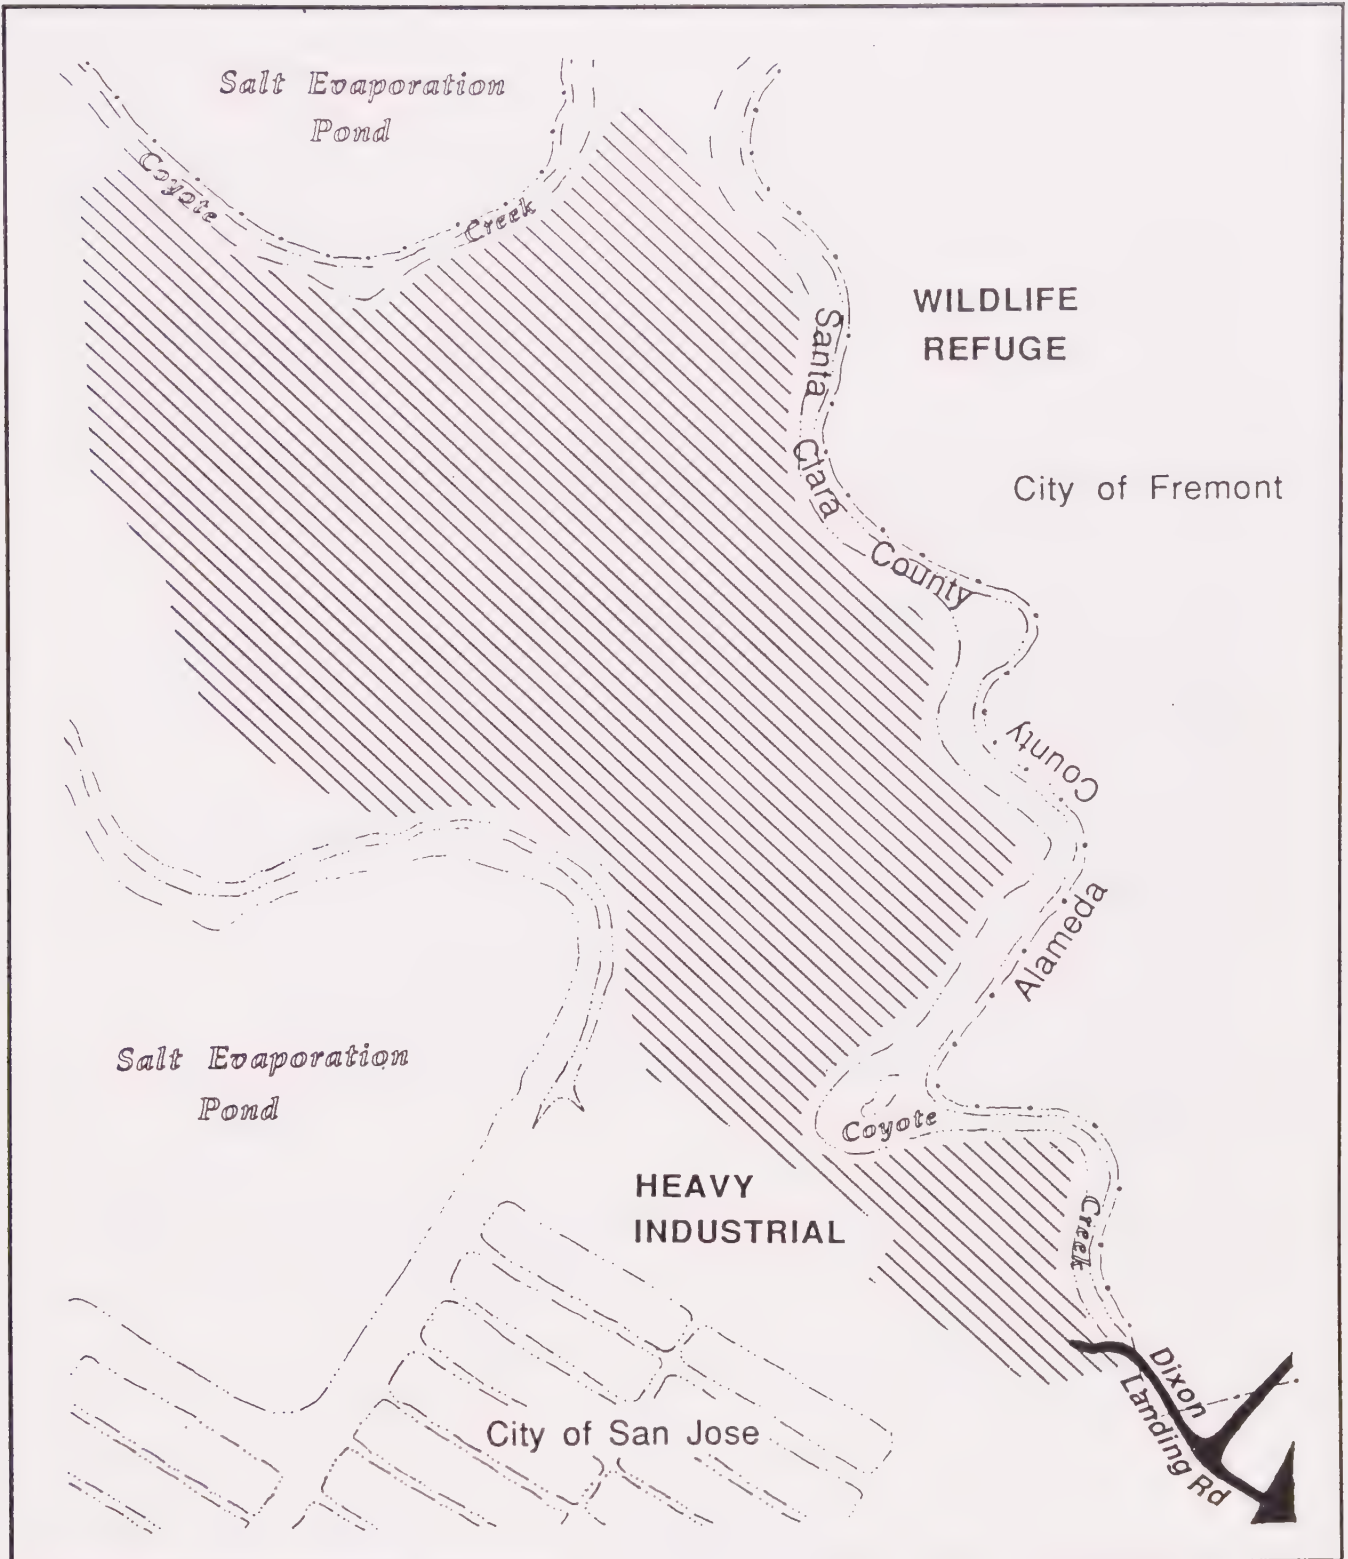 Salt Evaporation
Pond
Coyote Creek
WILDLIFE
REFUGE
Santa Clara County
City of Fremont
Alameda County
Salt Evaporation
Pond
Coyote Creek
HEAVY
INDUSTRIAL
City of San Jose
Dixon
Landing Rd